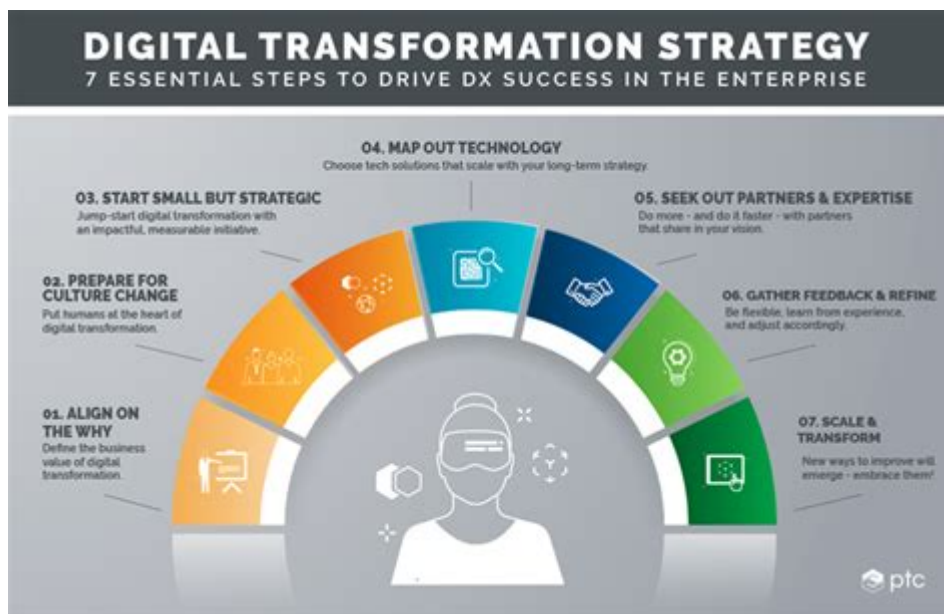 DIGITAL TRANSFORMATION STRATEGY
7 ESSENTIAL STEPS TO DRIVE DX SUCCESS IN THE ENTERPRISE
01. ALIGN ON
THE WHY
Define the business
value of digital
transformation.
02. PREPARE FOR
CULTURE CHANGE
Put humans at the heart of
digital transformation.
03. START SMALL BUT STRATEGIC
Jump-start digital transformation with
an impactful, measurable initiative.
04. MAP OUT TECHNOLOGY
Choose tech solutions that scale with your long-term strategy.
05. SEEK OUT PARTNERS & EXPERTISE
Do more - and do it faster - with partners
that share in your vision.
06. GATHER FEEDBACK & REFINE
Be flexible, learn from experience,
and adjust accordingly.
07. SCALE &
TRANSFORM
New ways to improve will
emerge - embrace them!
ptc